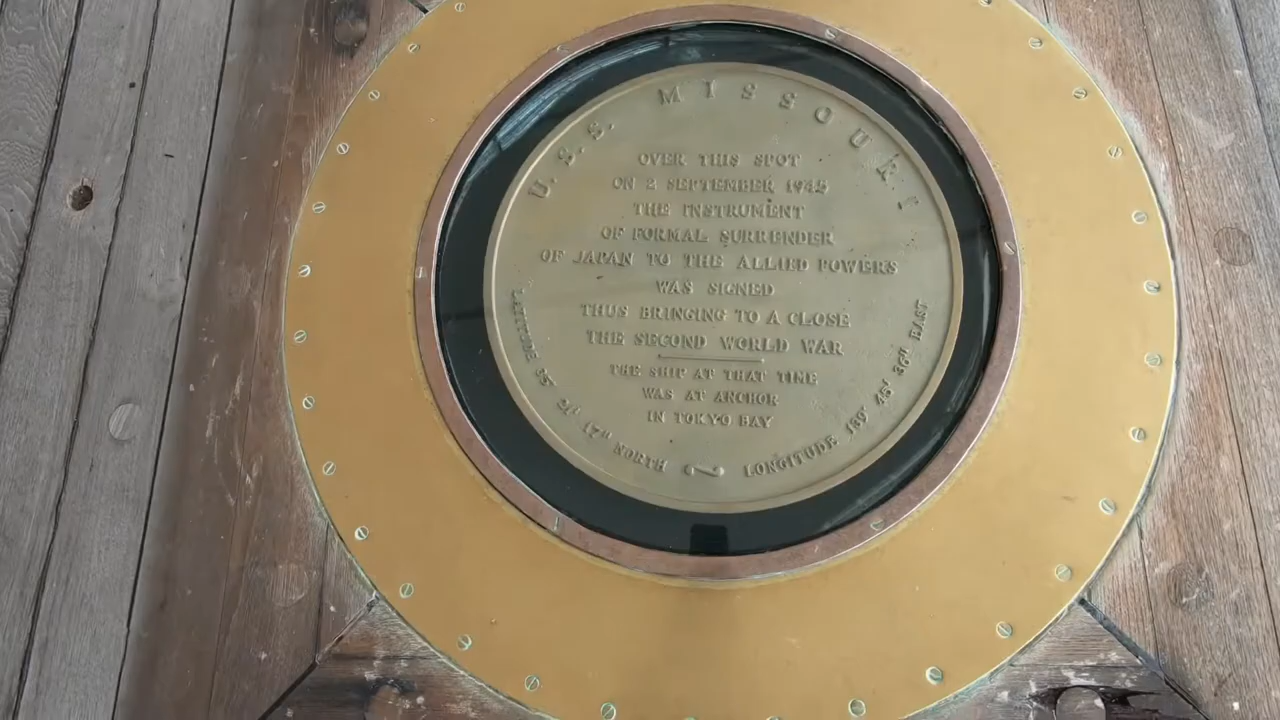 U.S.S. MISSOURI
OVER THIS SPOT
ON 2 SEPTEMBER 1945
THE INSTRUMENT
OF FORMAL SURRENDER
OF JAPAN TO THE ALLIED POWERS
WAS SIGNED
THUS BRINGING TO A CLOSE
THE SECOND WORLD WAR
THE SHIP AT THAT TIME
WAS AT ANCHOR
IN TOKYO BAY
LATITUDE 35° 21' 17" NORTH
LONGITUDE 139° 45' 36" EAST